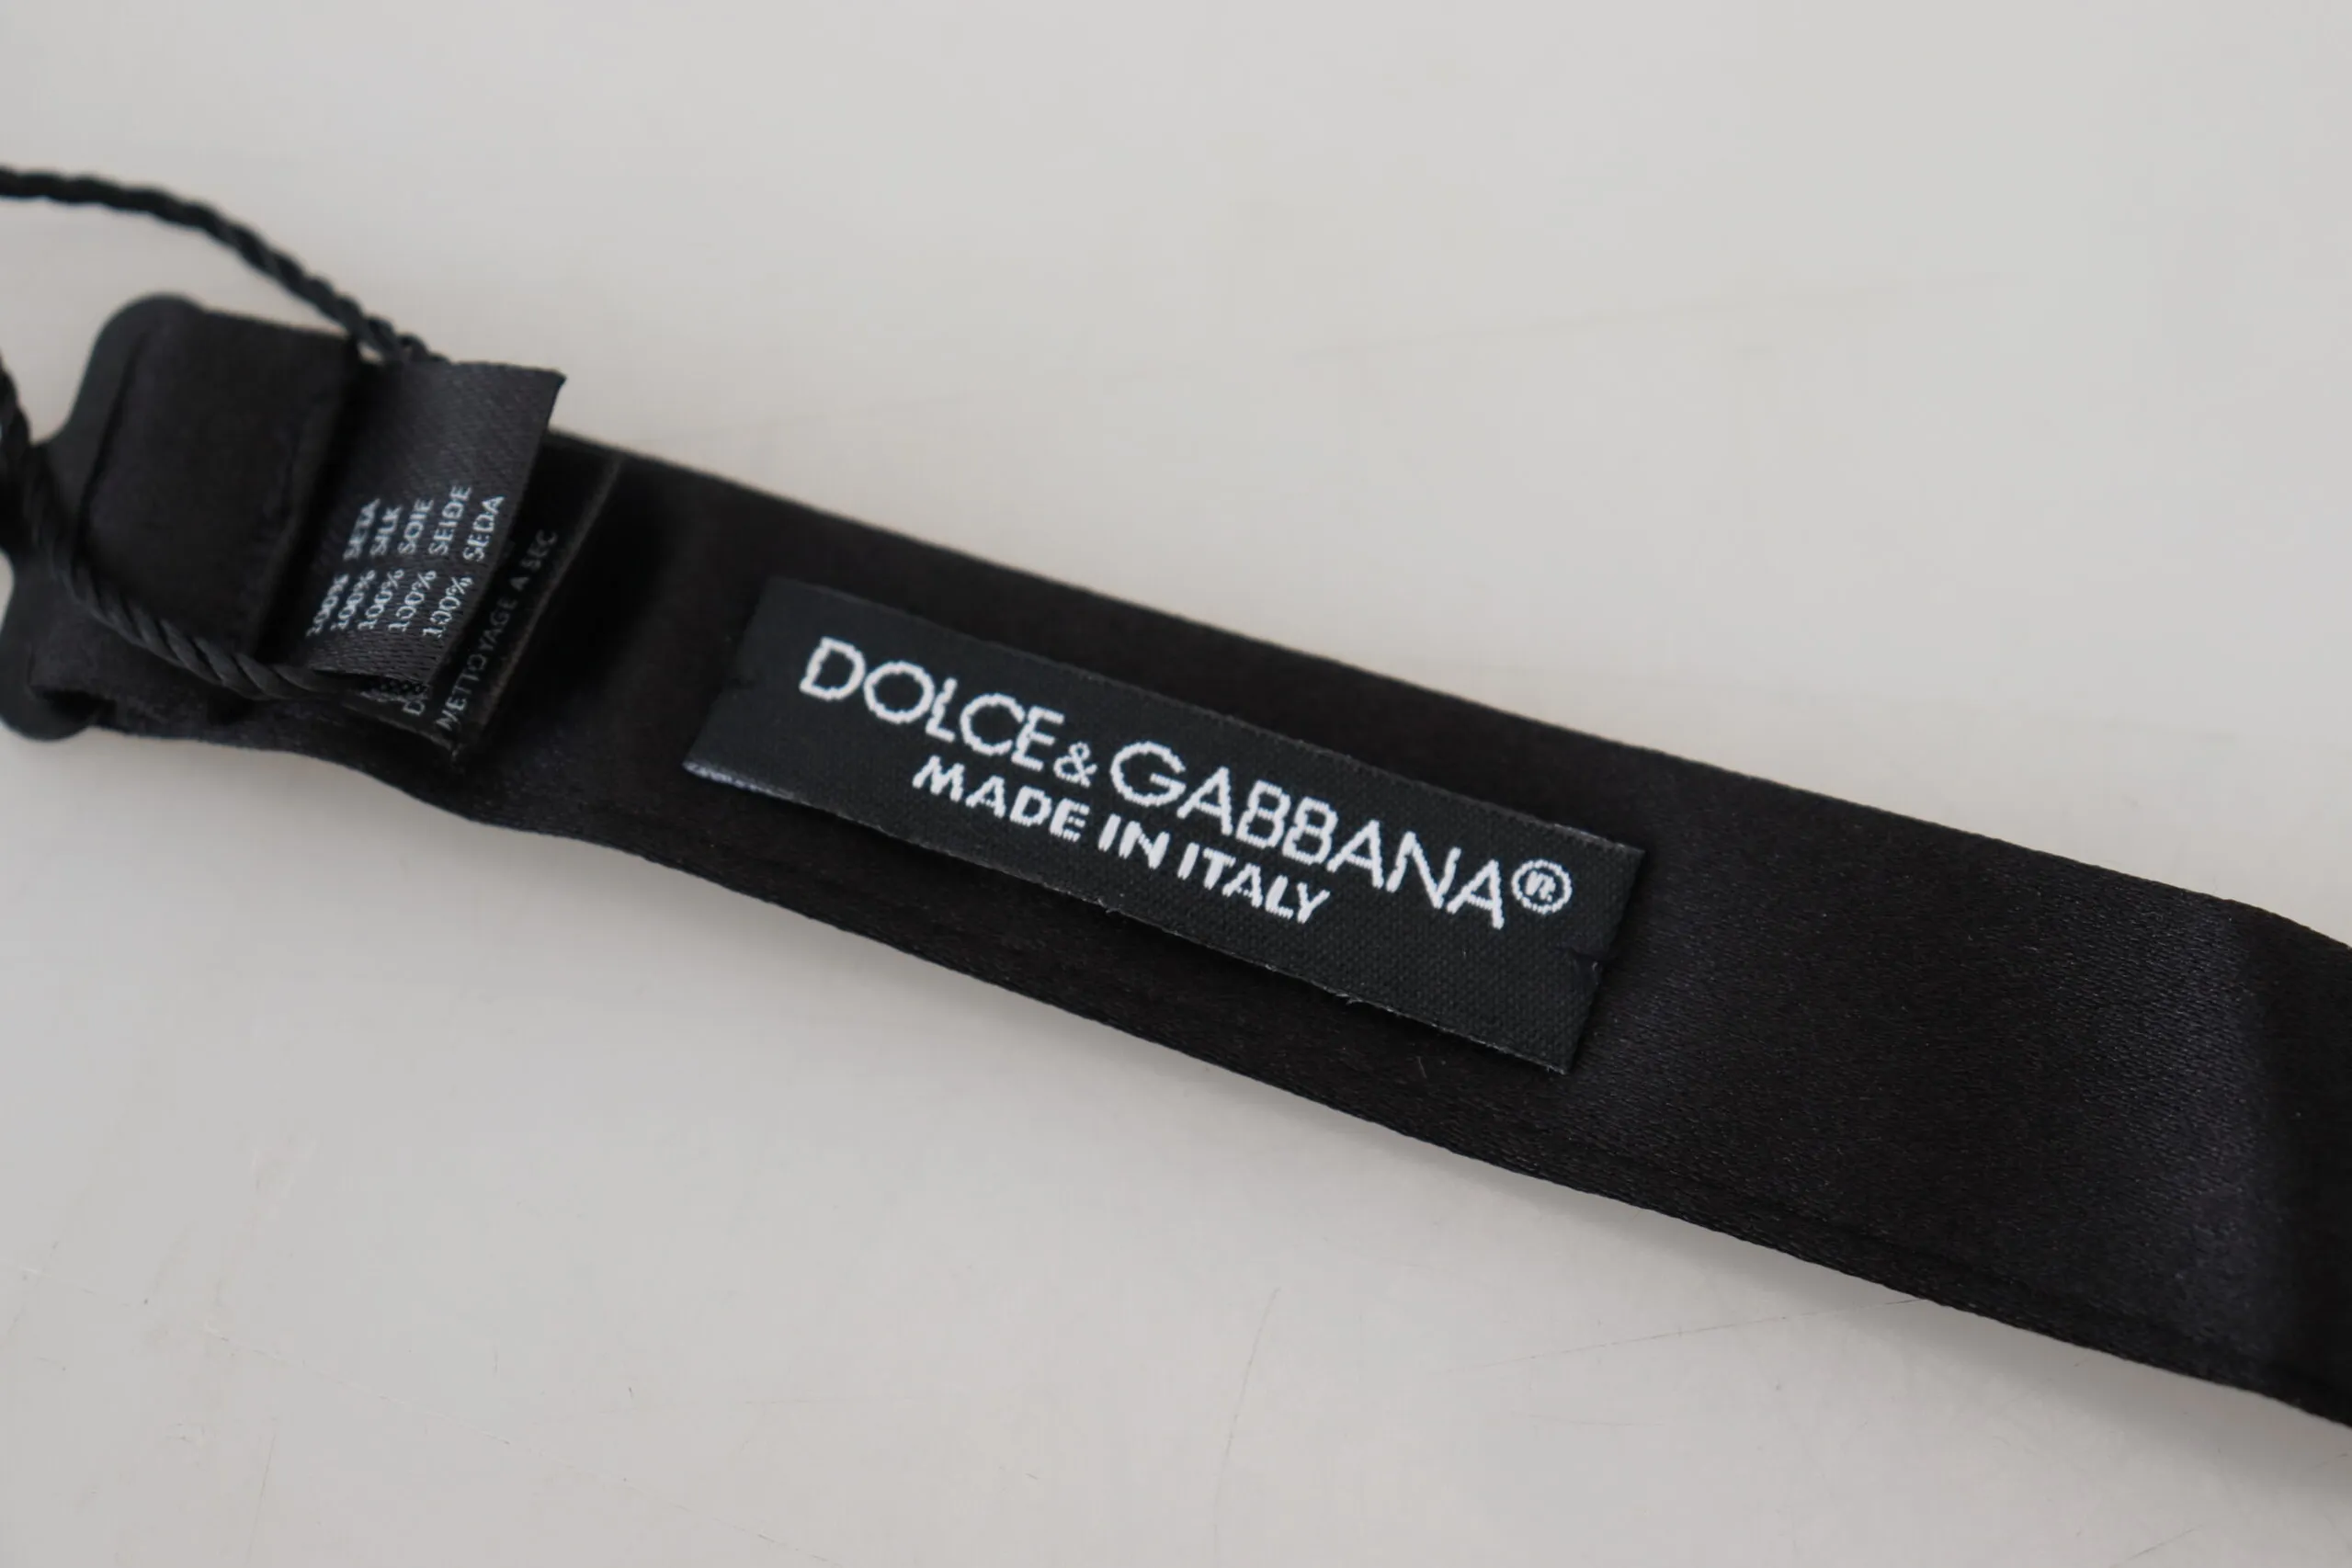 100% SETA
100% SILK
100% SOIE
100% SEIDE
100% SEDA
NETTOYAGE A SEC
DOLCE & GABBANA®
MADE IN ITALY